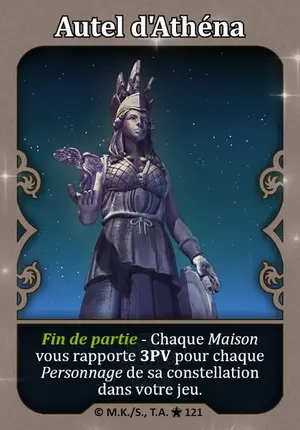 Autel d'Athéna
Fin de partie - Chaque Maison
vous rapporte 3PV pour chaque
Personnage de sa constellation
dans votre jeu.
© M.K./S., T.A. ★ 121